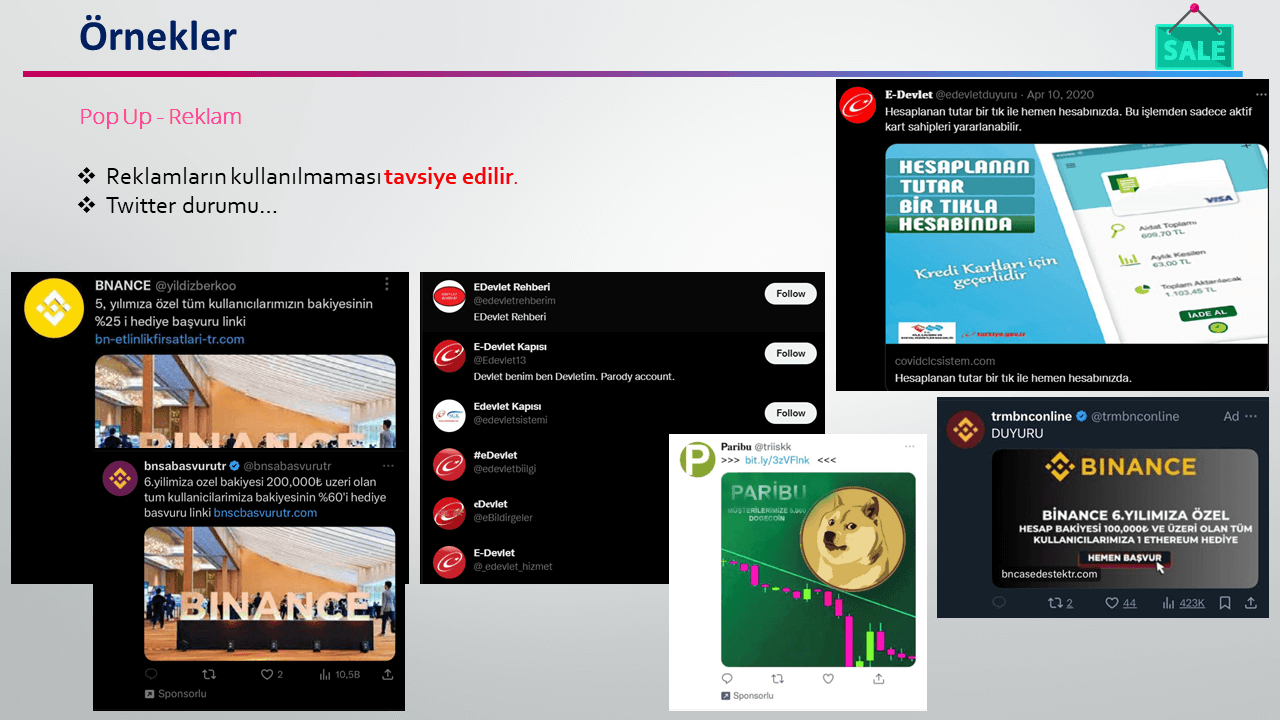 Örnekler
SALE
Pop Up - Reklam
❖ Reklamların kullanılmaması tavsiye edilir.
❖ Twitter durumu...
E-Devlet @edevletduyuru · Apr 10, 2020
Hesaplanan tutar bir tık ile hemen hesabınızda. Bu işlemden sadece aktif
kart sahipleri yararlanabilir.
HESAPLANAN
TUTAR
BİR TIKLA
HESABINDA
Kredi Kartları için
geçerlidir
VISA
Aidat Toplamı
609.70 TL
Aylık Kesilen
63.00 TL
Toplam Aktarılacak
1.103.45 TL
İADE AL
türkiye.gov.tr
covidcicsistem.com
Hesaplanan tutar bir tık ile hemen hesabınızda.
BNANCE @yildizberkoo
5, yılımıza özel tüm kullanıcılarımızın bakiyesinin
%25 i hediye başvuru linki
bn-etlinlikfirsatlari-tr.com
BINANCE
bnsabasvurutr @bnsabasvurutr
6.yilimiza ozel bakiyesi 200,000₺ uzeri olan
tum kullanicilarimiza bakiyesinin %60'i hediye
basvuru linki bnscbasvurutr.com
BINANCE
2 10,5B
Sponsorlu
EDevlet Rehberi
@edevletrehberim
Follow
EDevlet Rehberi
E-Devlet Kapısı
@Edevlet13
Follow
Devlet benim ben Devletim. Parody account.
Edevlet Kapısı
@edevletsistemi
Follow
#eDevlet
@edevletbiilgi
eDevlet
@eBildirgeler
E-Devlet
@_edevlet_hizmet
Paribu @triiskk
>>> bit.ly/3zVFlnk <<<
PARİBU
MÜŞTERİLERİMİZE 5.000
DOGECOİN
Sponsorlu
trmbnconline @trmbnconline Ad
DUYURU
BINANCE
BİNANCE 6.YILIMIZA ÖZEL
HESAP BAKİYESİ 100,000₺ VE ÜZERİ OLAN TÜM
KULLANICILARIMIZA 1 ETHEREUM HEDİYE
HEMEN BAŞVUR
bncasedestektr.com
2 44 423K